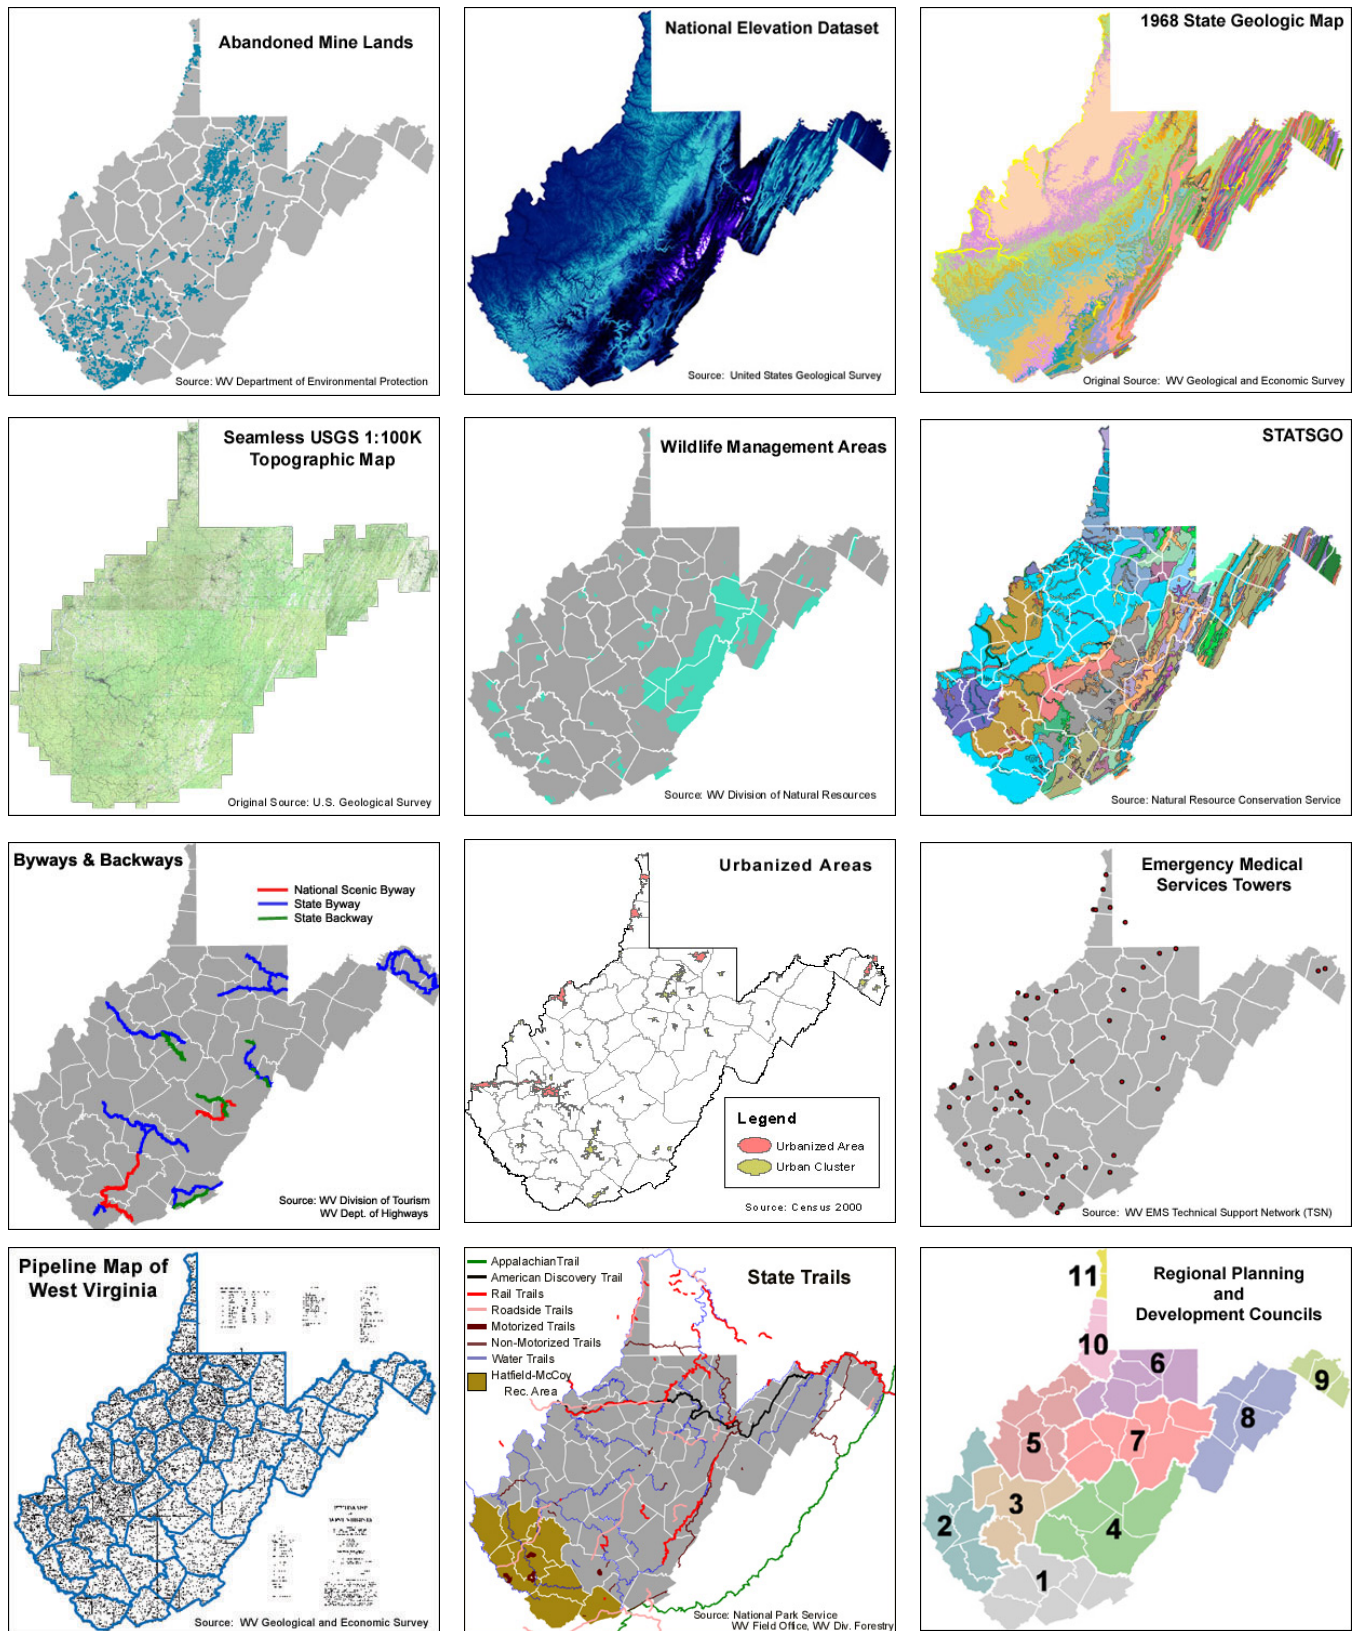 Abandoned Mine Lands
Source: WV Department of Environmental Protection
National Elevation Dataset
Source: United States Geological Survey
1968 State Geologic Map
Original Source: WV Geological and Economic Survey
Seamless USGS 1:100K
Topographic Map
Original Source: U.S. Geological Survey
Wildlife Management Areas
Source: WV Division of Natural Resources
STATSGO
Source: Natural Resource Conservation Service
Byways & Backways
National Scenic Byway
State Byway
State Backway
Source: WV Division of Tourism
WV Dept. of Highways
Urbanized Areas
Legend
Urbanized Area
Urban Cluster
Source: Census 2000
Emergency Medical
Services Towers
Source: WV EMS Technical Support Network (TSN)
Pipeline Map of
West Virginia
Source: WV Geological and Economic Survey
AppalachianTrail
American Discovery Trail
Rail Trails
Roadside Trails
Motorized Trails
Non-Motorized Trails
Water Trails
Hatfield-McCoy
Rec. Area
State Trails
Source: National Park Service
WV Field Office, WV Div. Forestry
Regional Planning
and
Development Councils
11
10
6
9
8
5
7
3
2
4
1